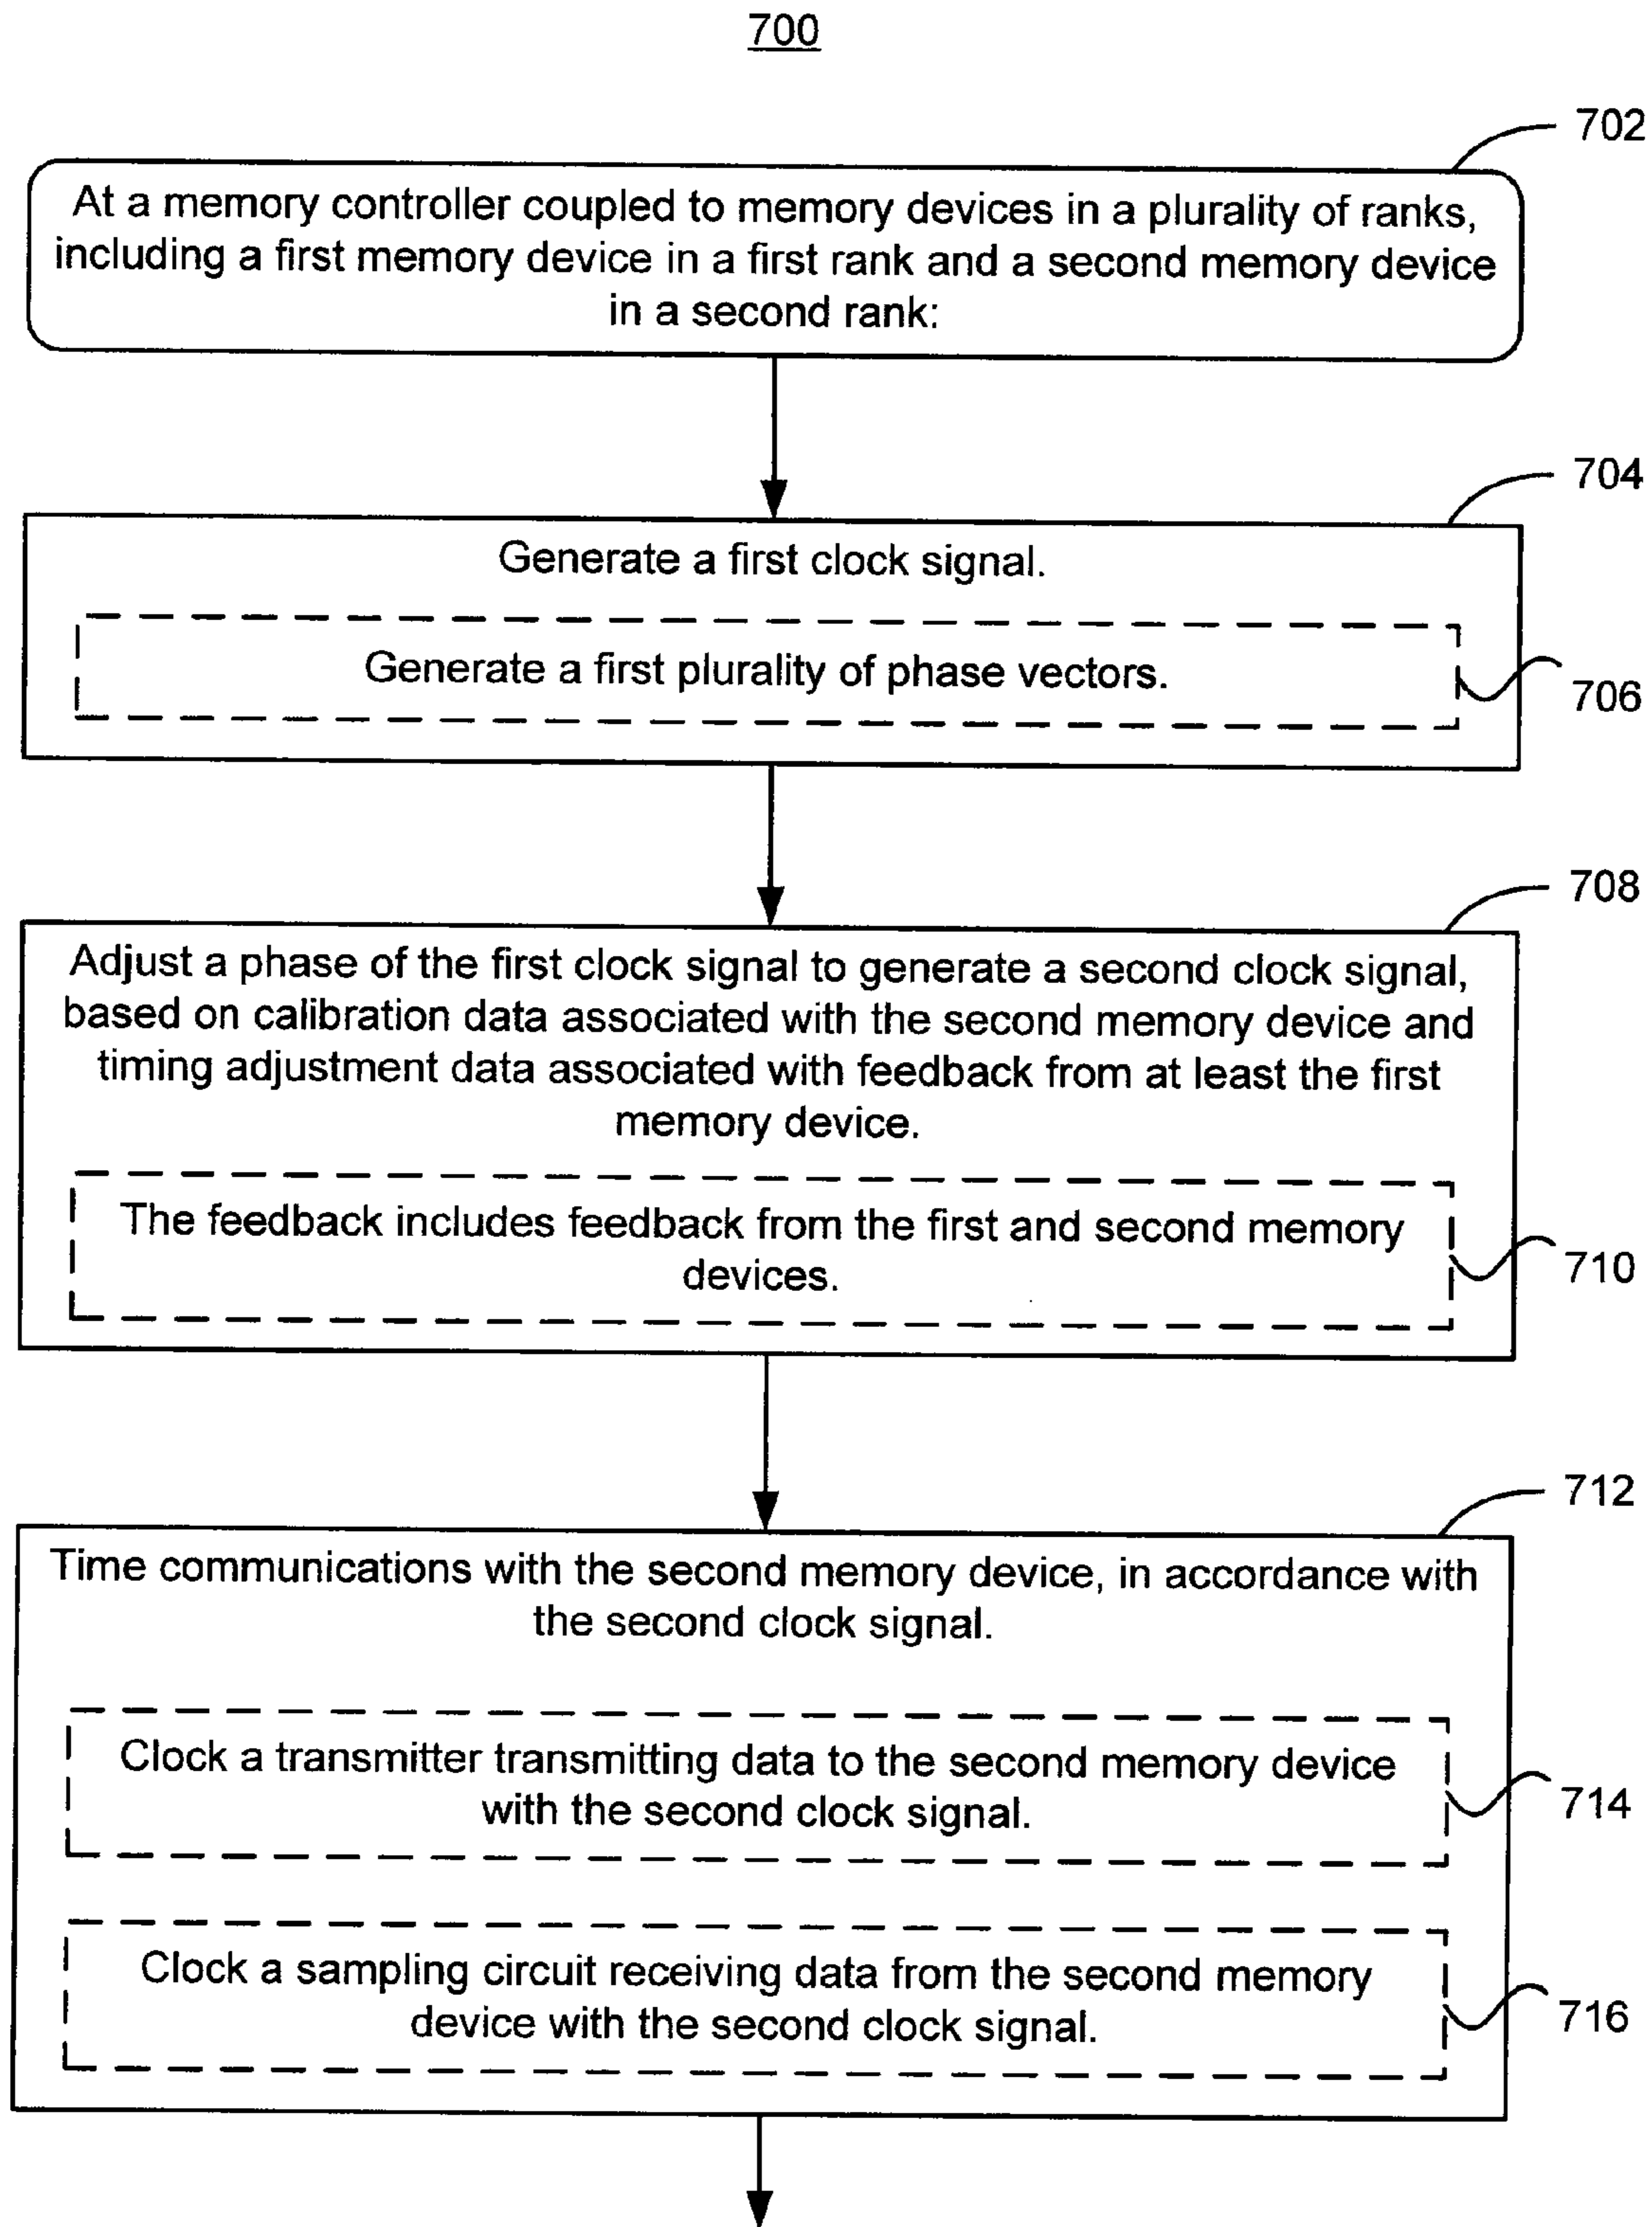 700
702
At a memory controller coupled to memory devices in a plurality of ranks,
including a first memory device in a first rank and a second memory device
in a second rank:
704
Generate a first clock signal.
Generate a first plurality of phase vectors.
706
708
Adjust a phase of the first clock signal to generate a second clock signal,
based on calibration data associated with the second memory device and
timing adjustment data associated with feedback from at least the first
memory device.
The feedback includes feedback from the first and second memory
devices.
710
712
Time communications with the second memory device, in accordance with
the second clock signal.
Clock a transmitter transmitting data to the second memory device
with the second clock signal.
714
Clock a sampling circuit receiving data from the second memory
device with the second clock signal.
716